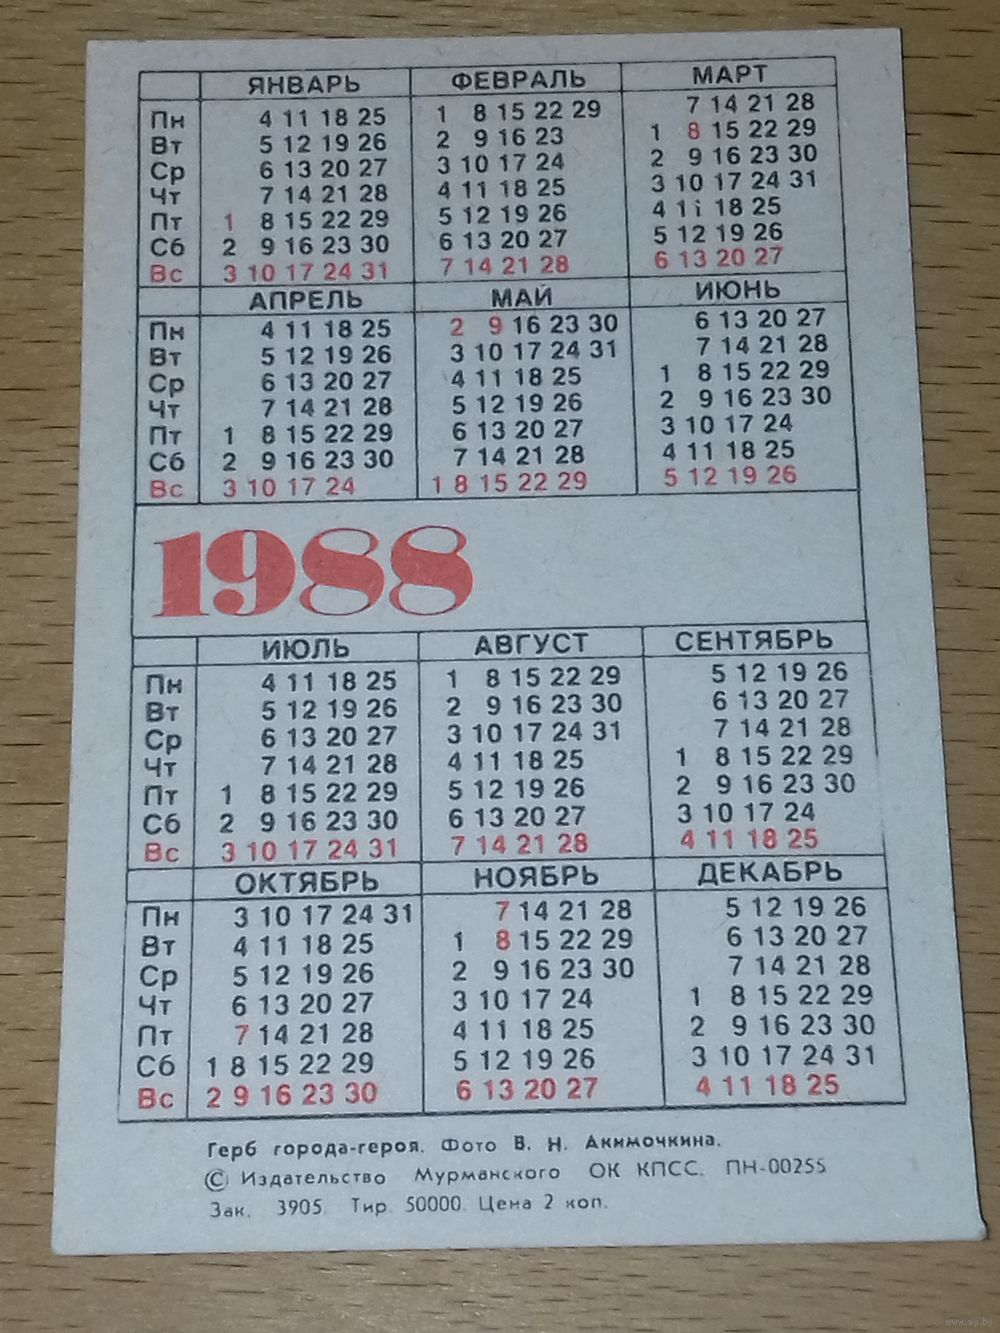 ЯНВАРЬ ФЕВРАЛЬ МАРТ
Пн 4 11 18 25 1 8 15 22 29 7 14 21 28
Вт 5 12 19 26 2 9 16 23 1 8 15 22 29
Ср 6 13 20 27 3 10 17 24 2 9 16 23 30
Чт 7 14 21 28 4 11 18 25 3 10 17 24 31
Пт 1 8 15 22 29 5 12 19 26 4 11 18 25
Сб 2 9 16 23 30 6 13 20 27 5 12 19 26
Вс 3 10 17 24 31 7 14 21 28 6 13 20 27
АПРЕЛЬ МАЙ ИЮНЬ
Пн 4 11 18 25 2 9 16 23 30 6 13 20 27
Вт 5 12 19 26 3 10 17 24 31 7 14 21 28
Ср 6 13 20 27 4 11 18 25 1 8 15 22 29
Чт 7 14 21 28 5 12 19 26 2 9 16 23 30
Пт 1 8 15 22 29 6 13 20 27 3 10 17 24
Сб 2 9 16 23 30 7 14 21 28 4 11 18 25
Вс 3 10 17 24 1 8 15 22 29 5 12 19 26
1988
ИЮЛЬ АВГУСТ СЕНТЯБРЬ
Пн 4 11 18 25 1 8 15 22 29 5 12 19 26
Вт 5 12 19 26 2 9 16 23 30 6 13 20 27
Ср 6 13 20 27 3 10 17 24 31 7 14 21 28
Чт 7 14 21 28 4 11 18 25 1 8 15 22 29
Пт 1 8 15 22 29 5 12 19 26 2 9 16 23 30
Сб 2 9 16 23 30 6 13 20 27 3 10 17 24
Вс 3 10 17 24 31 7 14 21 28 4 11 18 25
ОКТЯБРЬ НОЯБРЬ ДЕКАБРЬ
Пн 3 10 17 24 31 7 14 21 28 5 12 19 26
Вт 4 11 18 25 1 8 15 22 29 6 13 20 27
Ср 5 12 19 26 2 9 16 23 30 7 14 21 28
Чт 6 13 20 27 3 10 17 24 1 8 15 22 29
Пт 7 14 21 28 4 11 18 25 2 9 16 23 30
Сб 1 8 15 22 29 5 12 19 26 3 10 17 24 31
Вс 2 9 16 23 30 6 13 20 27 4 11 18 25
Герб города-героя. Фото В. Н. Акимочкина.
© Издательство Мурманского ОК КПСС. ПН-00255
Зак. 3905. Тир. 50000. Цена 2 коп.
www.ay.by